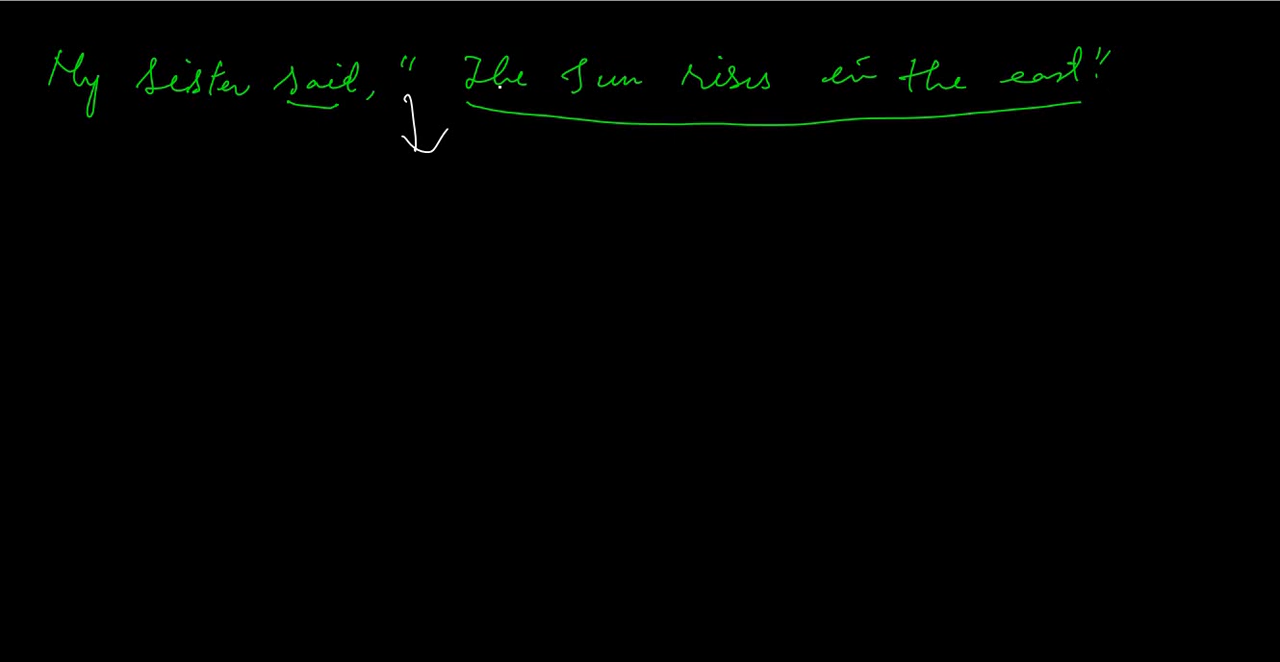 My sister said, " The Sun rises in the east."